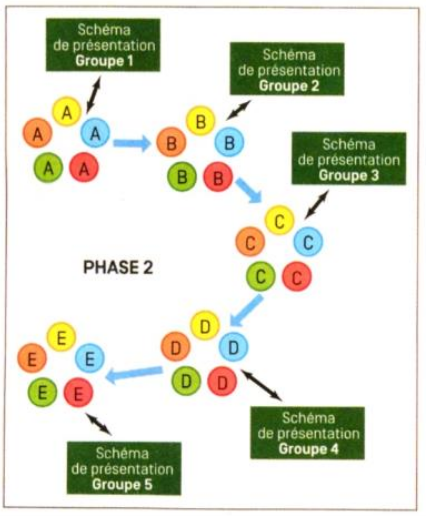 Schéma
de présentation
Groupe 1
Schéma
de présentation
Groupe 2
A
A
A
A
A
B
B
B
B
B
Schéma
de présentation
Groupe 3
C
C
C
C
C
PHASE 2
D
D
D
D
D
E
E
E
E
E
Schéma
de présentation
Groupe 4
Schéma
de présentation
Groupe 5